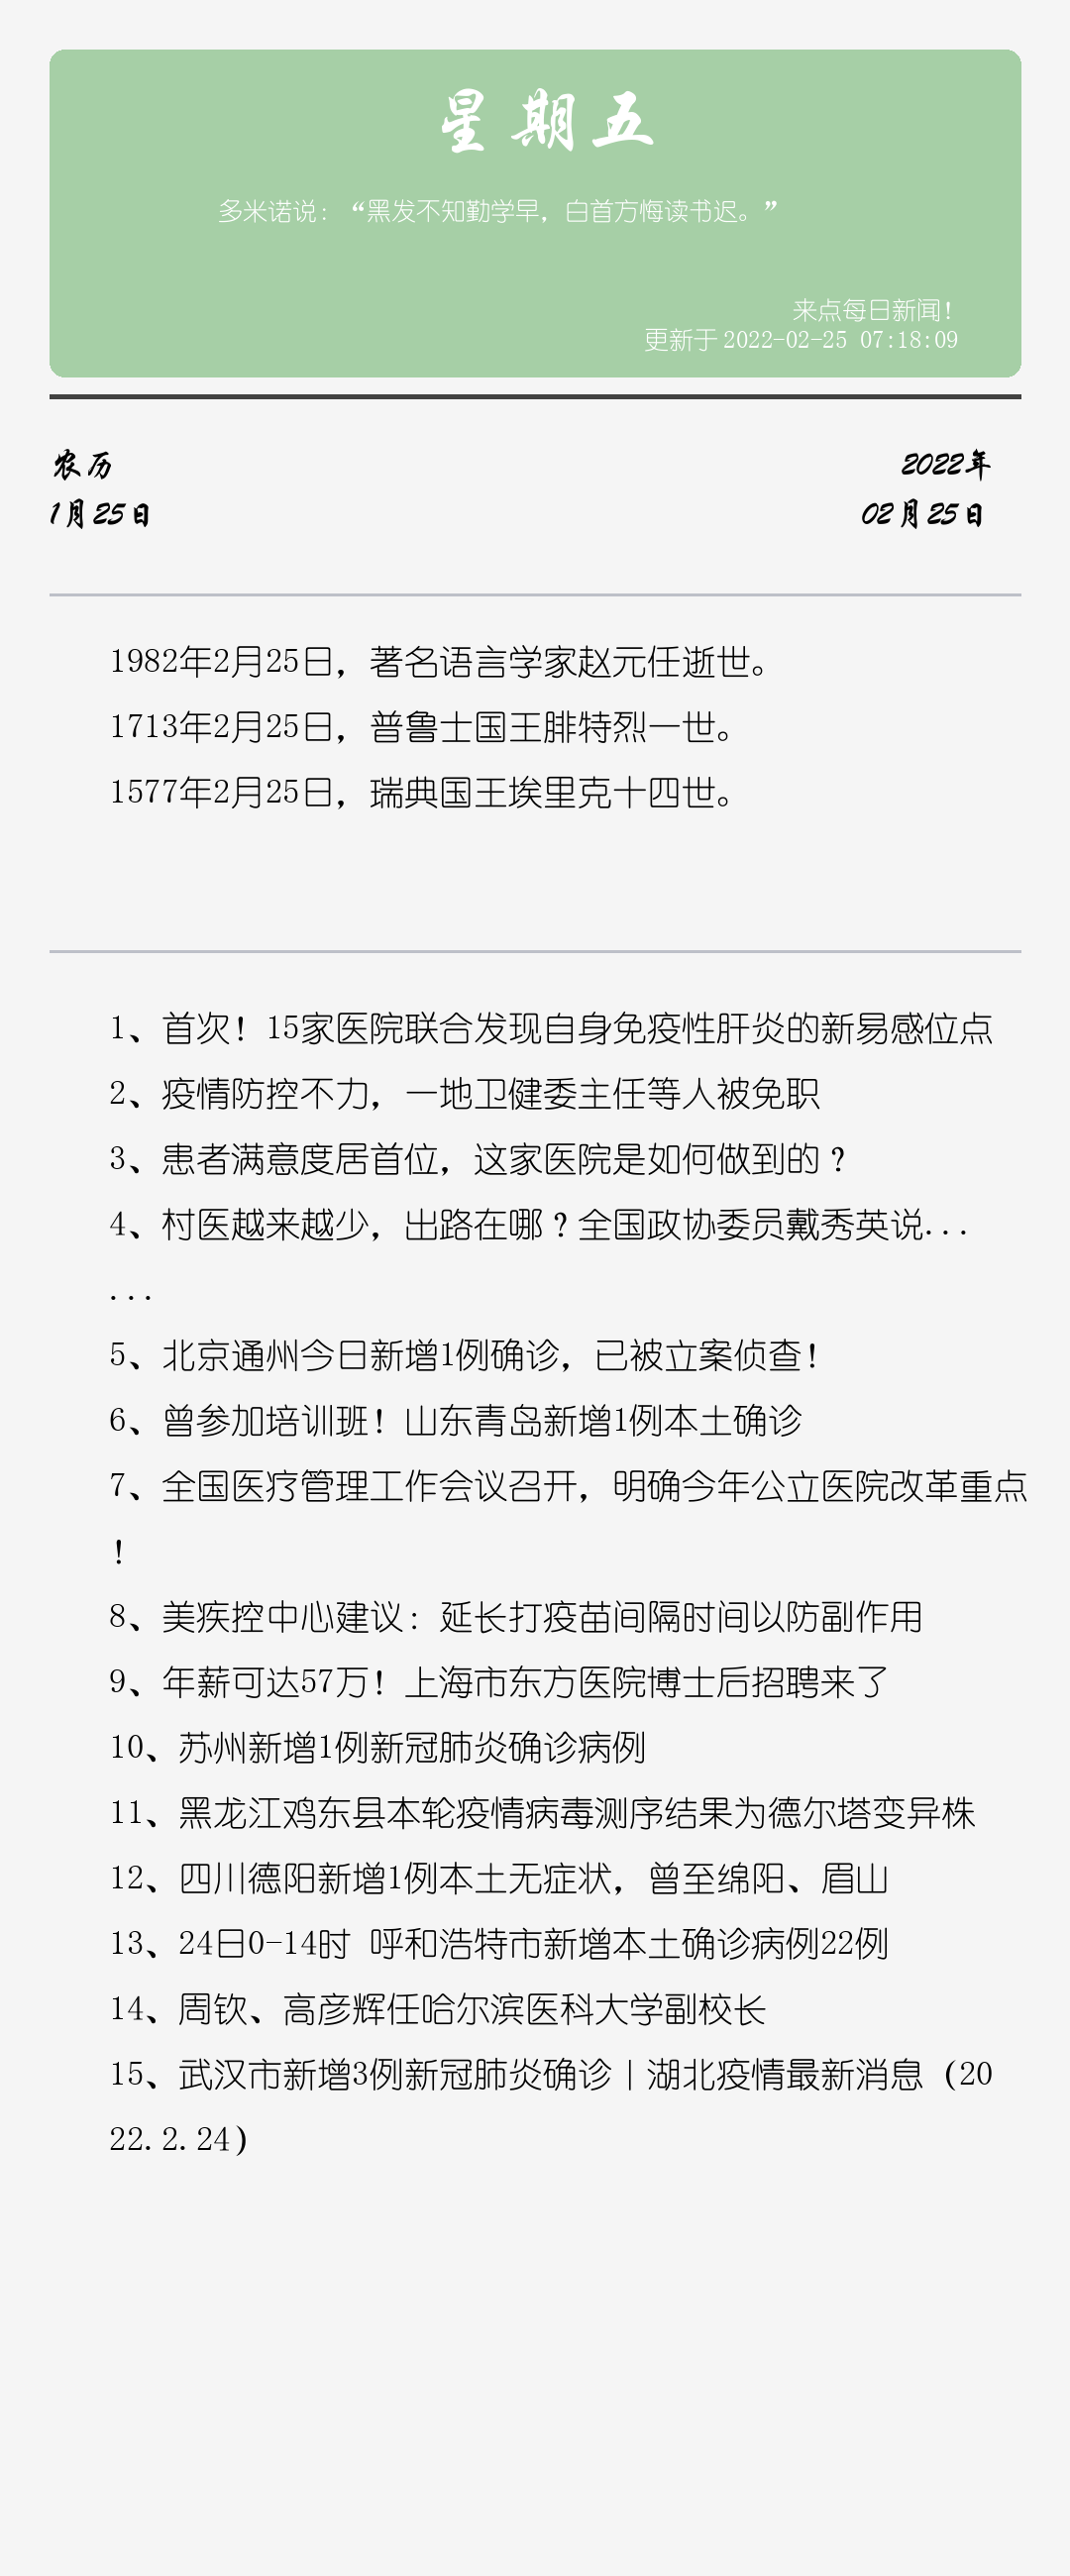 星期五
多米诺说：“黑发不知勤学早，白首方悔读书迟。”
来点每日新闻！
更新于 2022-02-25 07:18:09
农历
2022年
1月25日
02月25日
1982年2月25日，著名语言学家赵元任逝世。
1713年2月25日，普鲁士国王腓特烈一世。
1577年2月25日，瑞典国王埃里克十四世。
1、首次！15家医院联合发现自身免疫性肝炎的新易感位点
2、疫情防控不力，一地卫健委主任等人被免职
3、患者满意度居首位，这家医院是如何做到的？
4、村医越来越少，出路在哪？全国政协委员戴秀英说...
...
5、北京通州今日新增1例确诊，已被立案侦查！
6、曾参加培训班！山东青岛新增1例本土确诊
7、全国医疗管理工作会议召开，明确今年公立医院改革重点
！
8、美疾控中心建议：延长打疫苗间隔时间以防副作用
9、年薪可达57万！上海市东方医院博士后招聘来了
10、苏州新增1例新冠肺炎确诊病例
11、黑龙江鸡东县本轮疫情病毒测序结果为德尔塔变异株
12、四川德阳新增1例本土无症状，曾至绵阳、眉山
13、24日0-14时 呼和浩特市新增本土确诊病例22例
14、周钦、高彦辉任哈尔滨医科大学副校长
15、武汉市新增3例新冠肺炎确诊｜湖北疫情最新消息（20
22.2.24）